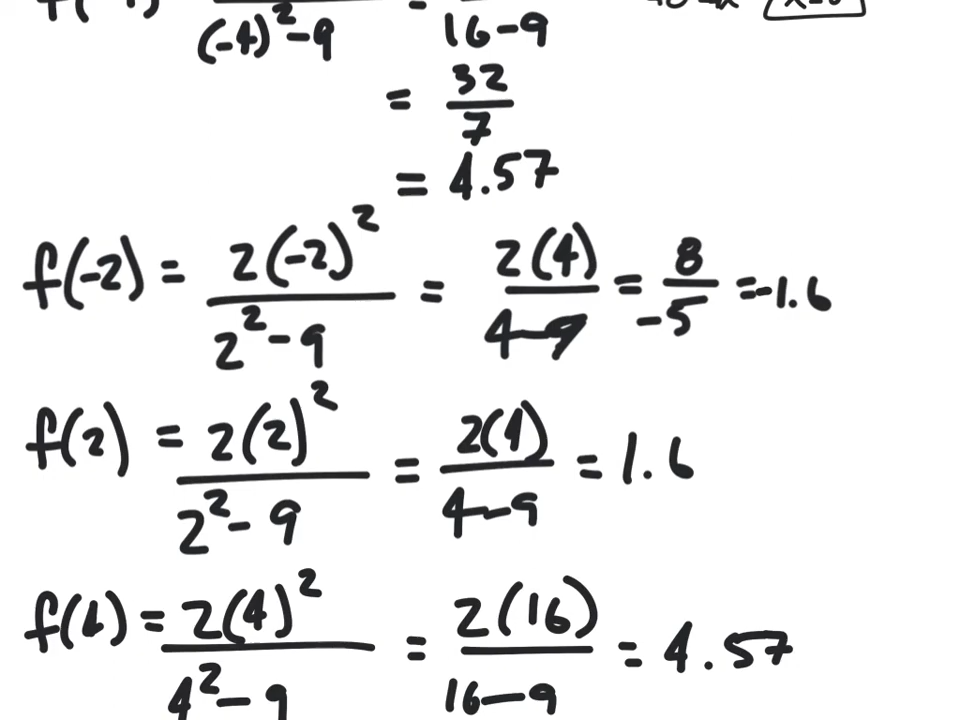 (-4)² - 9    16 - 9
= 32/7
= 4.57
f(-2) = 2(-2)²/(2² - 9) = 2(4)/(4 - 9) = 8/-5 = -1.6
f(2) = 2(2)²/(2² - 9) = 2(4)/(4 - 9) = 1.6
f(4) = 2(4)²/(4² - 9) = 2(16)/(16 - 9) = 4.57